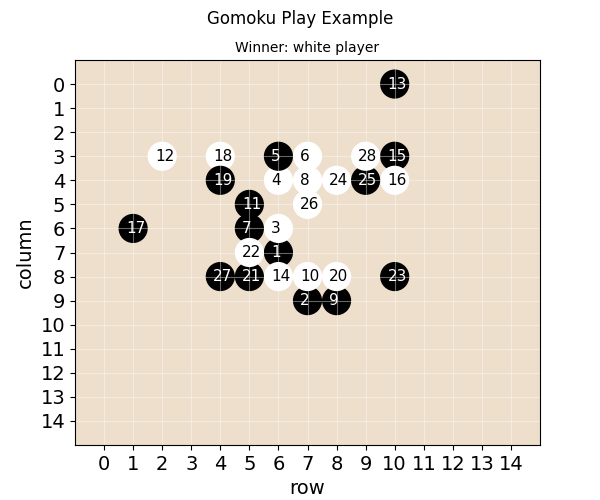 Gomoku Play Example
Winner: white player
0 13
1
2
3 12 18 5 6 28 15
4 19 4 8 24 25 16
5 11 26
6 17 7 3
7 22 1
8 27 21 14 10 20 23
9 2 9
10
11
12
13
14
column
0 1 2 3 4 5 6 7 8 9 10 11 12 13 14
row